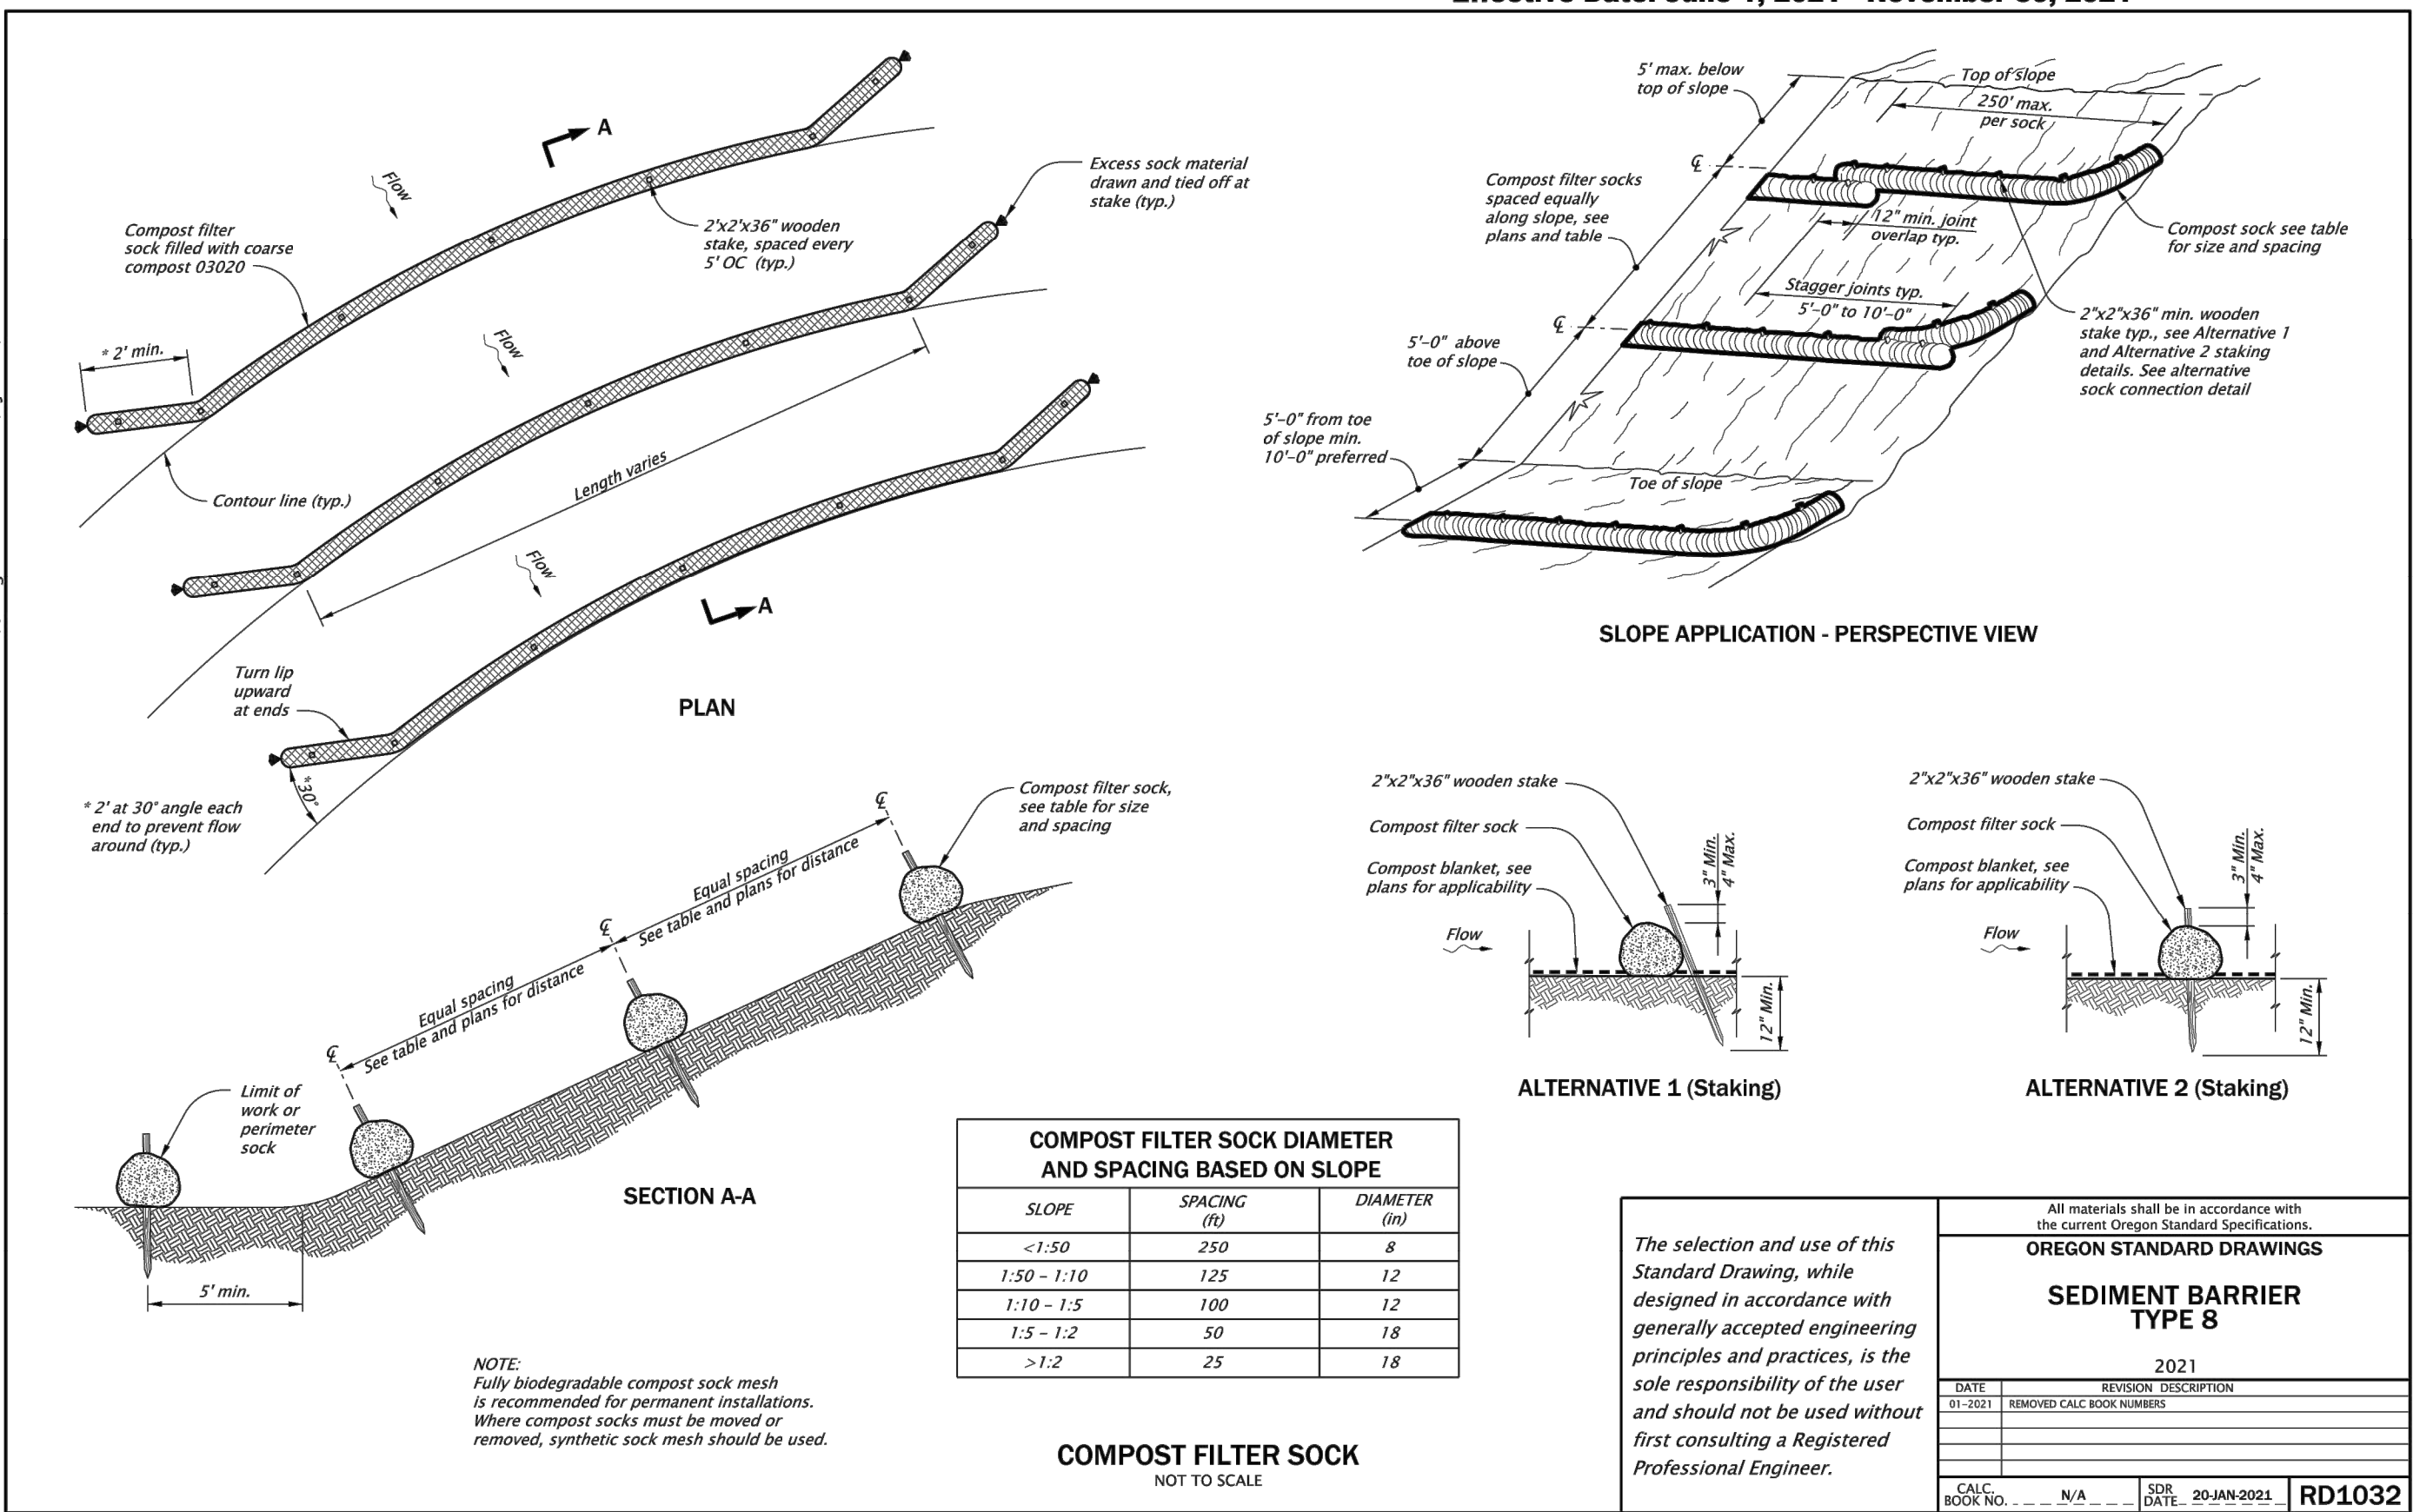 A
Flow
Compost filter
sock filled with coarse
compost 03020
2'x2'x36" wooden
stake, spaced every
5' OC (typ.)
Excess sock material
drawn and tied off at
stake (typ.)
* 2' min.
Flow
Contour line (typ.)
Length varies
Flow
A
Turn lip
upward
at ends
PLAN
*30°
* 2' at 30° angle each
end to prevent flow
around (typ.)
5' max. below
top of slope
Top of slope
250' max.
per sock
℄
Compost filter socks
spaced equally
along slope, see
plans and table
12" min. joint
overlap typ.
Compost sock see table
for size and spacing
Stagger joints typ.
5'-0" to 10'-0"
℄
2"x2"x36" min. wooden
stake typ., see Alternative 1
and Alternative 2 staking
details. See alternative
sock connection detail
5'-0" above
toe of slope
5'-0" from toe
of slope min.
10'-0" preferred
Toe of slope
SLOPE APPLICATION - PERSPECTIVE VIEW
Compost filter sock,
see table for size
and spacing
℄
Equal spacing
See table and plans for distance
℄
Equal spacing
See table and plans for distance
℄
Limit of
work or
perimeter
sock
5' min.
SECTION A-A
2"x2"x36" wooden stake
Compost filter sock
Compost blanket, see
plans for applicability
3" Min.
4" Max.
Flow
12" Min.
ALTERNATIVE 1 (Staking)
2"x2"x36" wooden stake
Compost filter sock
Compost blanket, see
plans for applicability
3" Min.
4" Max.
Flow
12" Min.
ALTERNATIVE 2 (Staking)
COMPOST FILTER SOCK DIAMETER
AND SPACING BASED ON SLOPE
SLOPE SPACING (ft) DIAMETER (in)
<1:50 250 8
1:50 - 1:10 125 12
1:10 - 1:5 100 12
1:5 - 1:2 50 18
>1:2 25 18
NOTE:
Fully biodegradable compost sock mesh
is recommended for permanent installations.
Where compost socks must be moved or
removed, synthetic sock mesh should be used.
COMPOST FILTER SOCK
NOT TO SCALE
The selection and use of this
Standard Drawing, while
designed in accordance with
generally accepted engineering
principles and practices, is the
sole responsibility of the user
and should not be used without
first consulting a Registered
Professional Engineer.
All materials shall be in accordance with
the current Oregon Standard Specifications.
OREGON STANDARD DRAWINGS
SEDIMENT BARRIER
TYPE 8
2021
DATE REVISION DESCRIPTION
01-2021 REMOVED CALC BOOK NUMBERS
CALC. BOOK NO. N/A SDR DATE 20-JAN-2021 RD1032